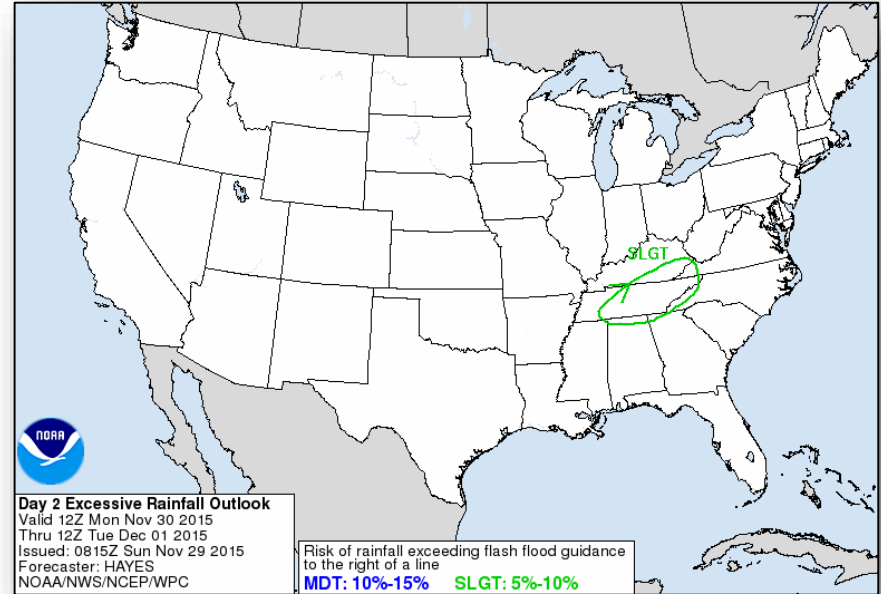 SLGT
NOAA
Day 2 Excessive Rainfall Outlook
Valid 12Z Mon Nov 30 2015
Thru 12Z Tue Dec 01 2015
Issued: 0815Z Sun Nov 29 2015
Forecaster: HAYES
NOAA/NWS/NCEP/WPC
Risk of rainfall exceeding flash flood guidance
to the right of a line
MDT: 10%-15% SLGT: 5%-10%